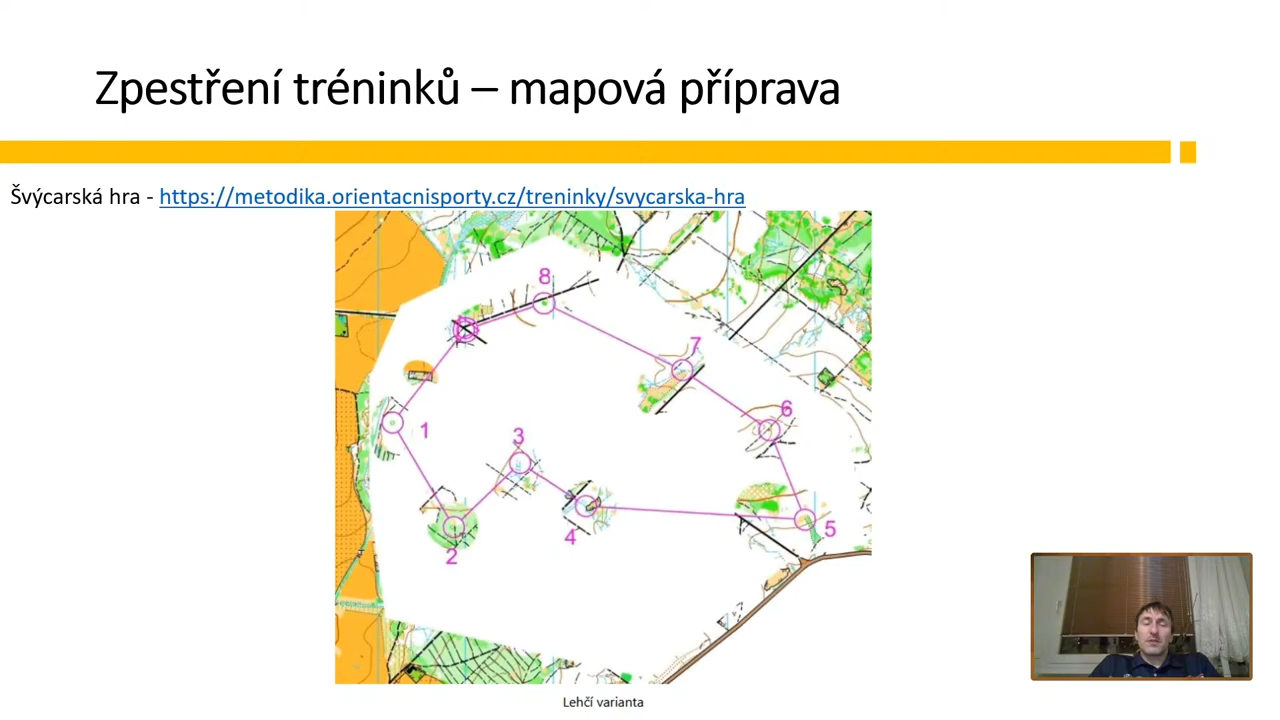 Zpestření tréninků – mapová příprava
Švýcarská hra - https://metodika.orientacnisporty.cz/treninky/svycarska-hra
8
7
6
1
3
5
4
2
Lehčí varianta